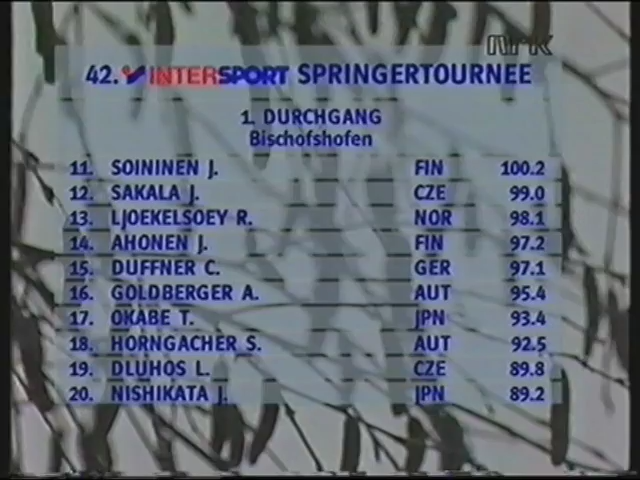 NRK
42. INTERSPORT SPRINGERTOURNEE
1. DURCHGANG
Bischofshofen
11. SOININEN J. FIN 100.2
12. SAKALA J. CZE 99.0
13. LJOEKELSOEY R. NOR 98.1
14. AHONEN J. FIN 97.2
15. DUFFNER C. GER 97.1
16. GOLDBERGER A. AUT 95.4
17. OKABE T. JPN 93.4
18. HORNGACHER S. AUT 92.5
19. DLUHOS L. CZE 89.8
20. NISHIKATA J. JPN 89.2